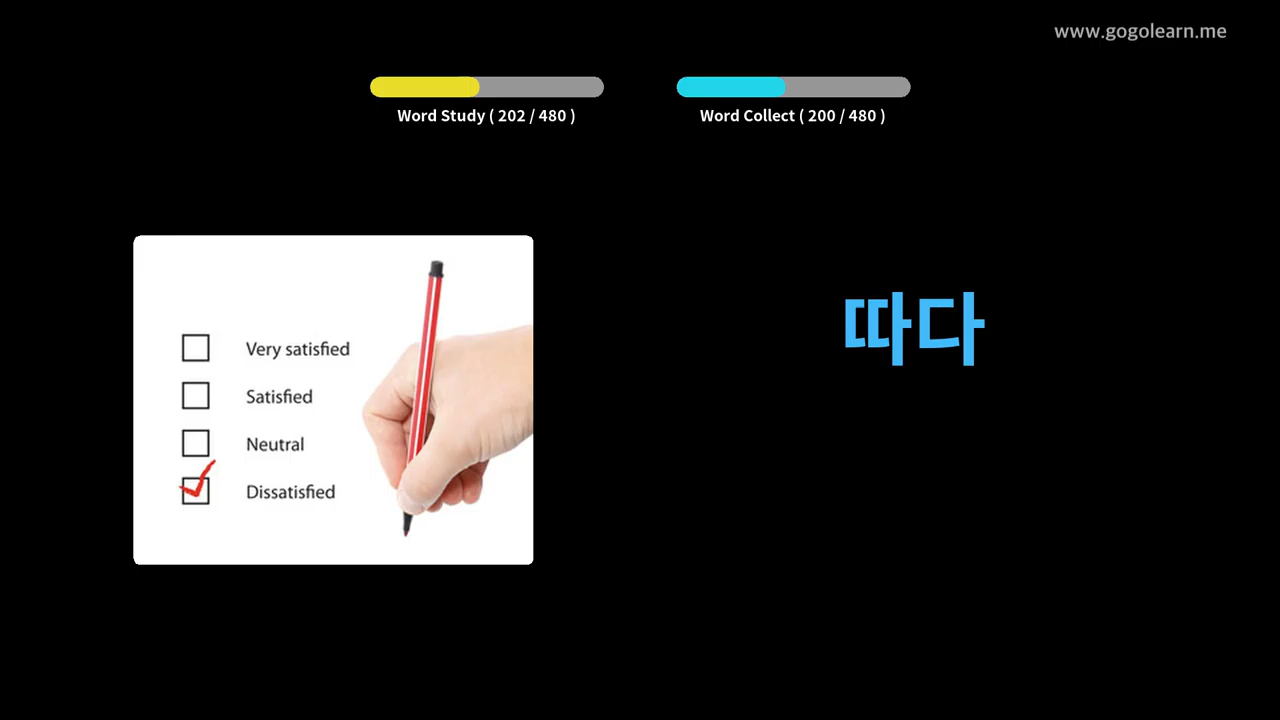 www.gogolearn.me
Word Study ( 202 / 480 )
Word Collect ( 200 / 480 )
Very satisfied
Satisfied
Neutral
Dissatisfied
따다